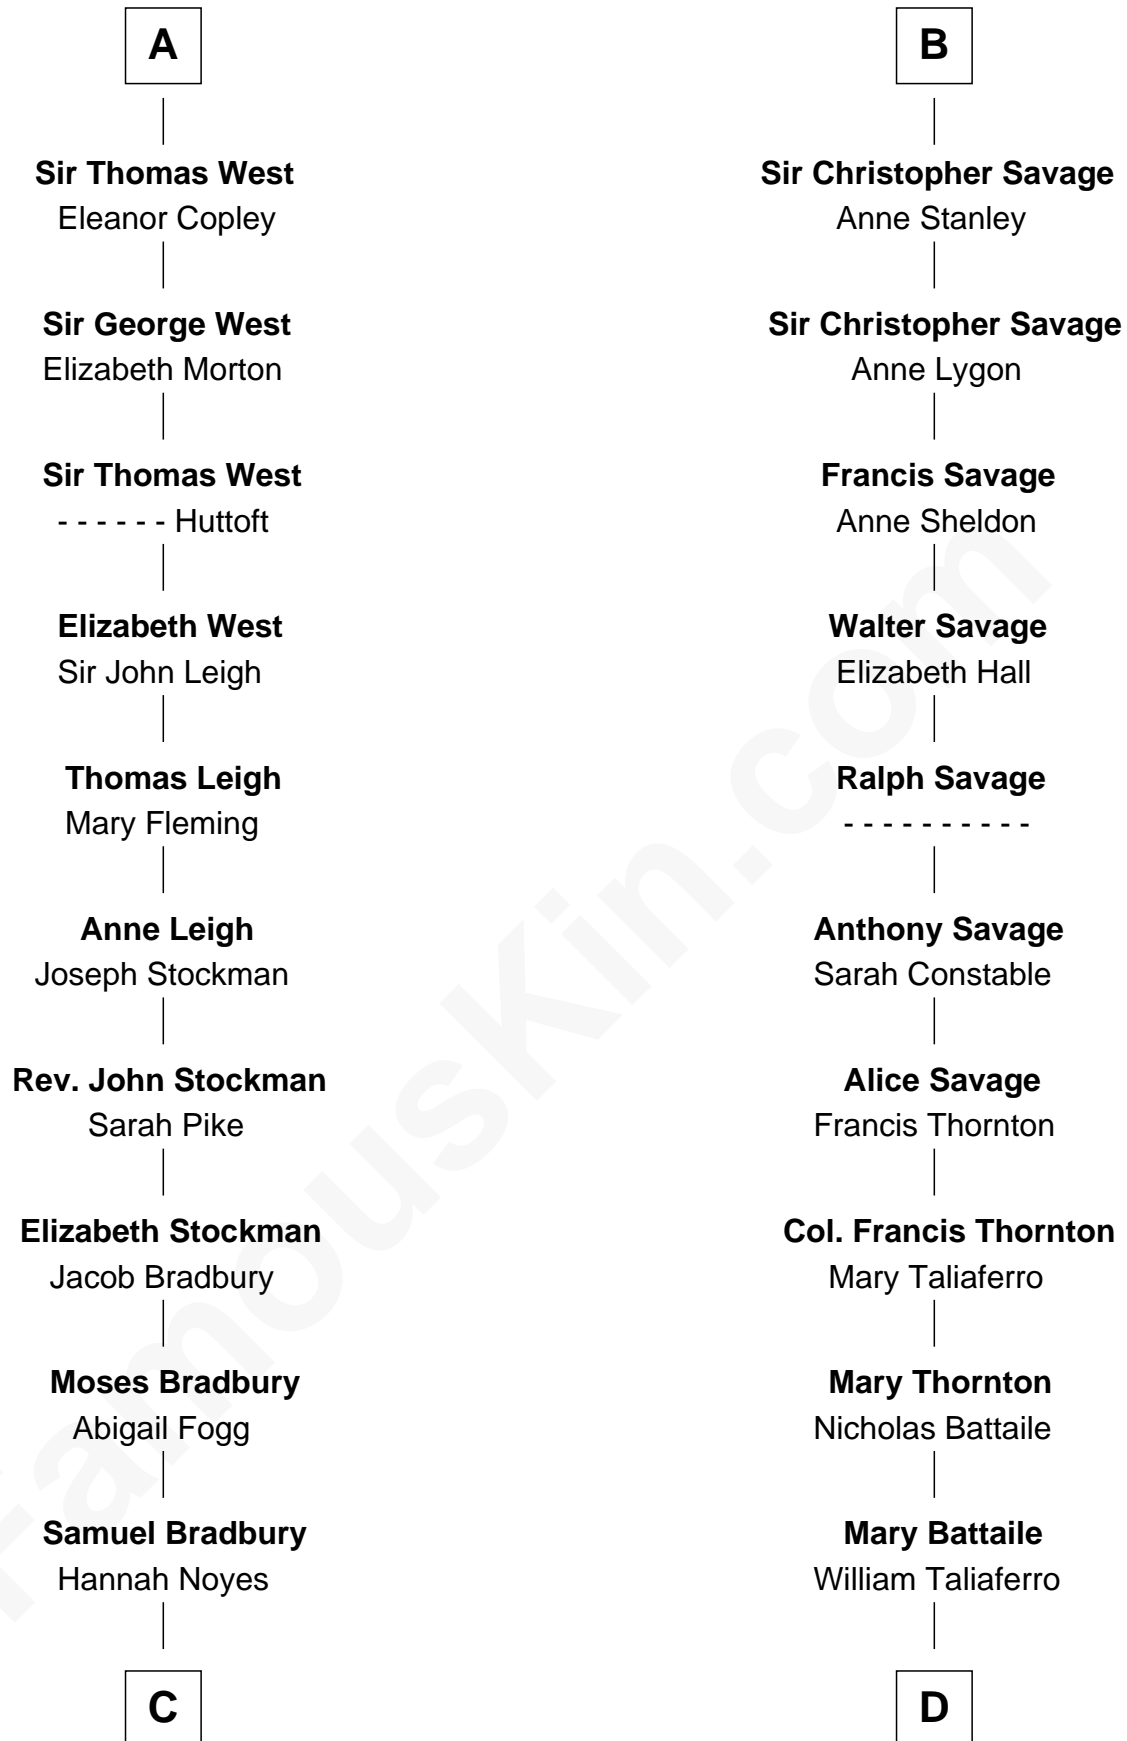 A
Sir Thomas West
Eleanor Copley
Sir George West
Elizabeth Morton
Sir Thomas West
- - - - - - Huttoft
Elizabeth West
Sir John Leigh
Thomas Leigh
Mary Fleming
Anne Leigh
Joseph Stockman
Rev. John Stockman
Sarah Pike
Elizabeth Stockman
Jacob Bradbury
Moses Bradbury
Abigail Fogg
Samuel Bradbury
Hannah Noyes
C
B
Sir Christopher Savage
Anne Stanley
Sir Christopher Savage
Anne Lygon
Francis Savage
Anne Sheldon
Walter Savage
Elizabeth Hall
Ralph Savage
- - - - - - - - - -
Anthony Savage
Sarah Constable
Alice Savage
Francis Thornton
Col. Francis Thornton
Mary Taliaferro
Mary Thornton
Nicholas Battaile
Mary Battaile
William Taliaferro
D
FamousKin.com